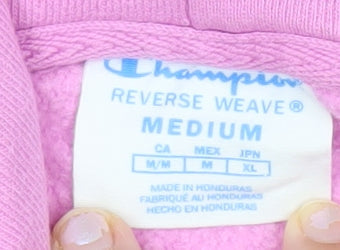 Champion
REVERSE WEAVE®
MEDIUM
CA MEX JPN
M/M M XL
MADE IN HONDURAS
FABRIQUÉ AU HONDURAS
HECHO EN HONDURAS